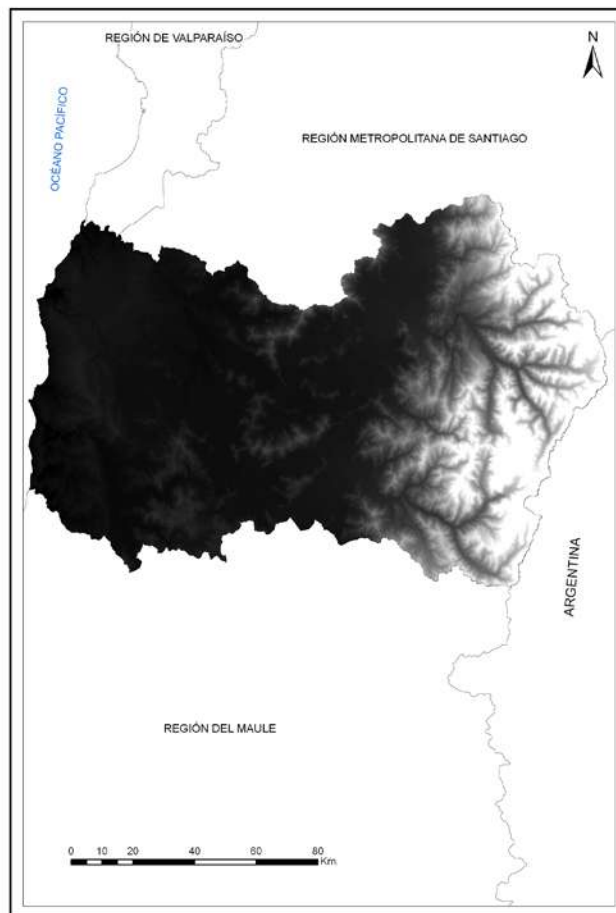 REGIÓN DE VALPARAÍSO
N
OCÉANO PACÍFICO
REGIÓN METROPOLITANA DE SANTIAGO
ARGENTINA
REGIÓN DEL MAULE
0 10 20 40 60 80
Km